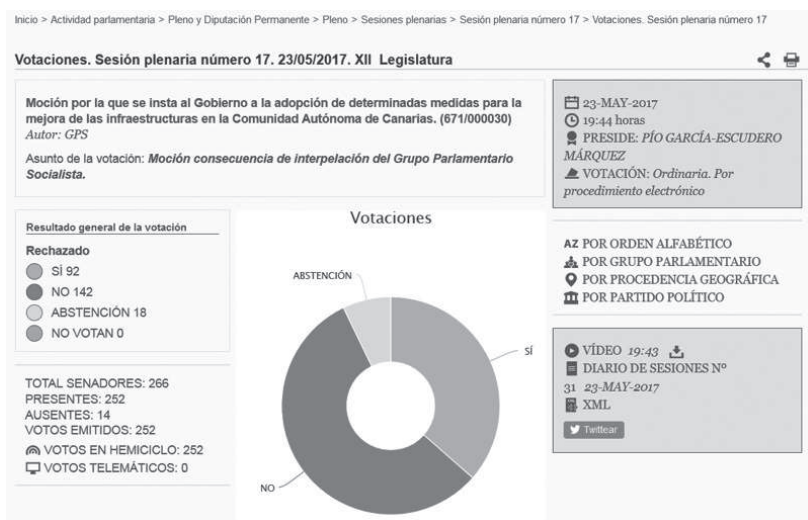 Inicio > Actividad parlamentaria > Pleno y Diputación Permanente > Pleno > Sesiones plenarias > Sesión plenaria número 17 > Votaciones. Sesión plenaria número 17
Votaciones. Sesión plenaria número 17. 23/05/2017. XII Legislatura
Moción por la que se insta al Gobierno a la adopción de determinadas medidas para la
mejora de las infraestructuras en la Comunidad Autónoma de Canarias. (671/000030)
Autor: GPS
Asunto de la votación: Moción consecuencia de interpelación del Grupo Parlamentario
Socialista.
23-MAY-2017
19:44 horas
PRESIDE: PÍO GARCÍA-ESCUDERO
MÁRQUEZ
VOTACIÓN: Ordinaria. Por
procedimiento electrónico
Resultado general de la votación
Rechazado
SÍ 92
NO 142
ABSTENCIÓN 18
NO VOTAN 0
TOTAL SENADORES: 266
PRESENTES: 252
AUSENTES: 14
VOTOS EMITIDOS: 252
VOTOS EN HEMICICLO: 252
VOTOS TELEMÁTICOS: 0
Votaciones
ABSTENCIÓN
SÍ
NO
AZ POR ORDEN ALFABÉTICO
POR GRUPO PARLAMENTARIO
POR PROCEDENCIA GEOGRÁFICA
POR PARTIDO POLÍTICO
VÍDEO 19:43
DIARIO DE SESIONES Nº
31 23-MAY-2017
XML
Twittear